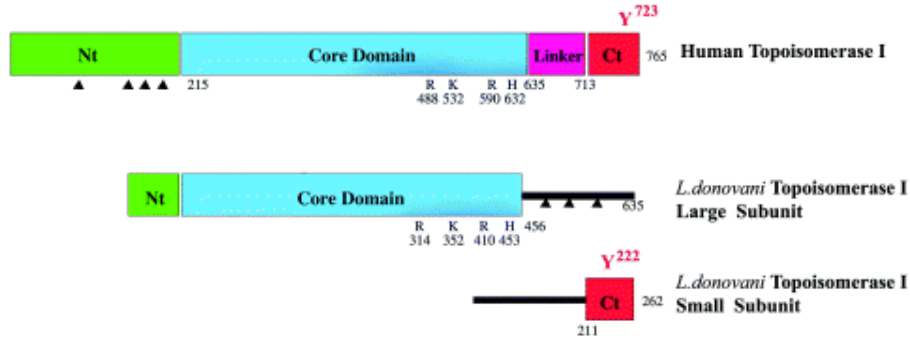 Y723
Nt Core Domain Linker Ct 765 Human Topoisomerase I
215 R K R H 635 713
488 532 590 632
Nt Core Domain L.donovani Topoisomerase I
635 Large Subunit
R K R H 456
314 352 410 453
Y222
L.donovani Topoisomerase I
Ct 262 Small Subunit
211